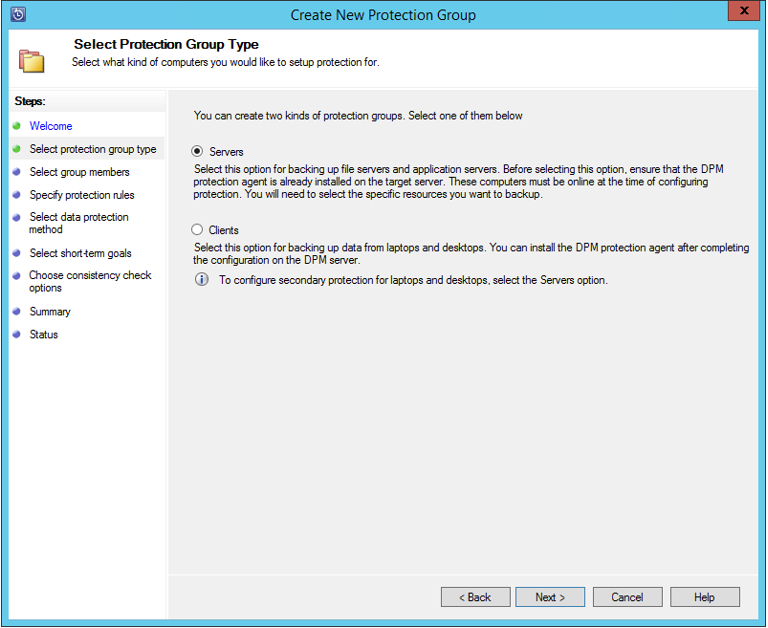 Create New Protection Group
X
Select Protection Group Type
Select what kind of computers you would like to setup protection for.
Steps:
Welcome
Select protection group type
Select group members
Specify protection rules
Select data protection
method
Select short-term goals
Choose consistency check
options
Summary
Status
You can create two kinds of protection groups. Select one of them below
Servers
Select this option for backing up file servers and application servers. Before selecting this option, ensure that the DPM
protection agent is already installed on the target server. These computers must be online at the time of configuring
protection. You will need to select the specific resources you want to backup.
Clients
Select this option for backing up data from laptops and desktops. You can install the DPM protection agent after completing
the configuration on the DPM server.
To configure secondary protection for laptops and desktops, select the Servers option.
< Back
Next >
Cancel
Help